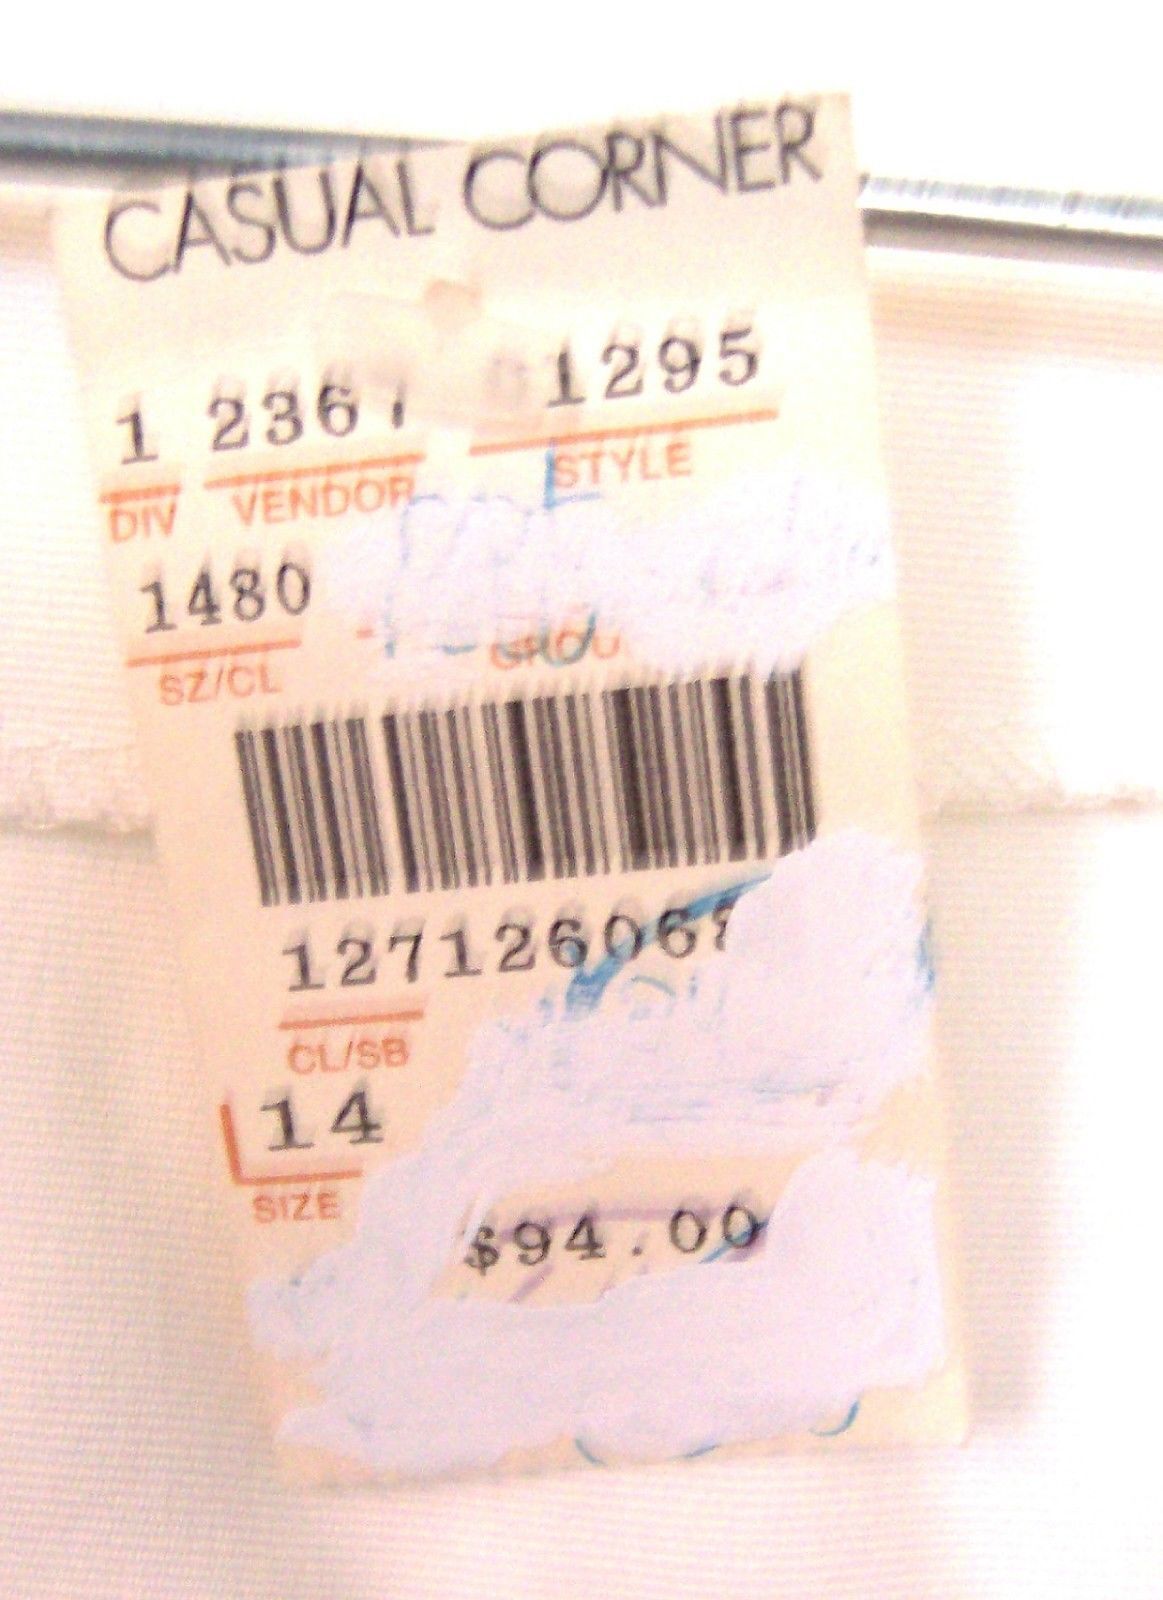 CASUAL CORNER
1 2367 1295
DIV VENDOR STYLE
1480
SZ/CL
127126068
CL/SB
14
SIZE
$94.00